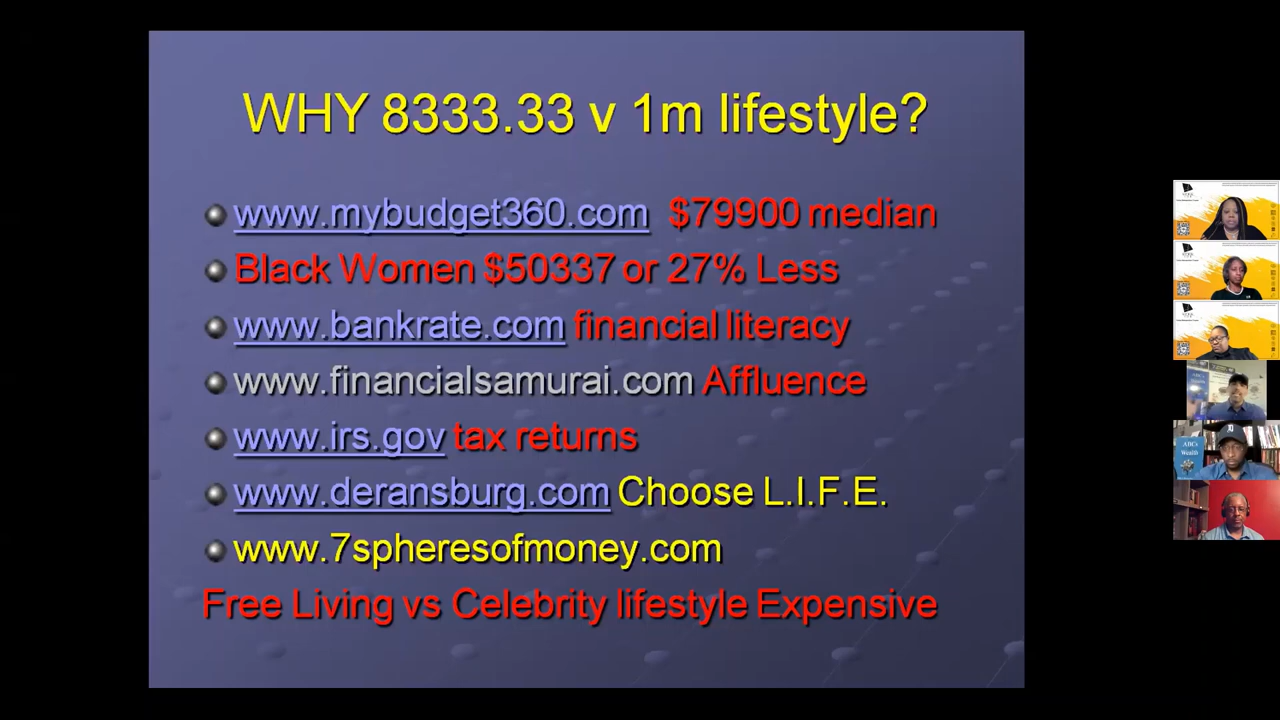 WHY 8333.33 v 1m lifestyle?
www.mybudget360.com $79900 median
Black Women $50337 or 27% Less
www.bankrate.com financial literacy
www.financialsamurai.com Affluence
www.irs.gov tax returns
www.deransburg.com Choose L.I.F.E.
www.7spheresofmoney.com
Free Living vs Celebrity lifestyle Expensive
ABCs
Wealth